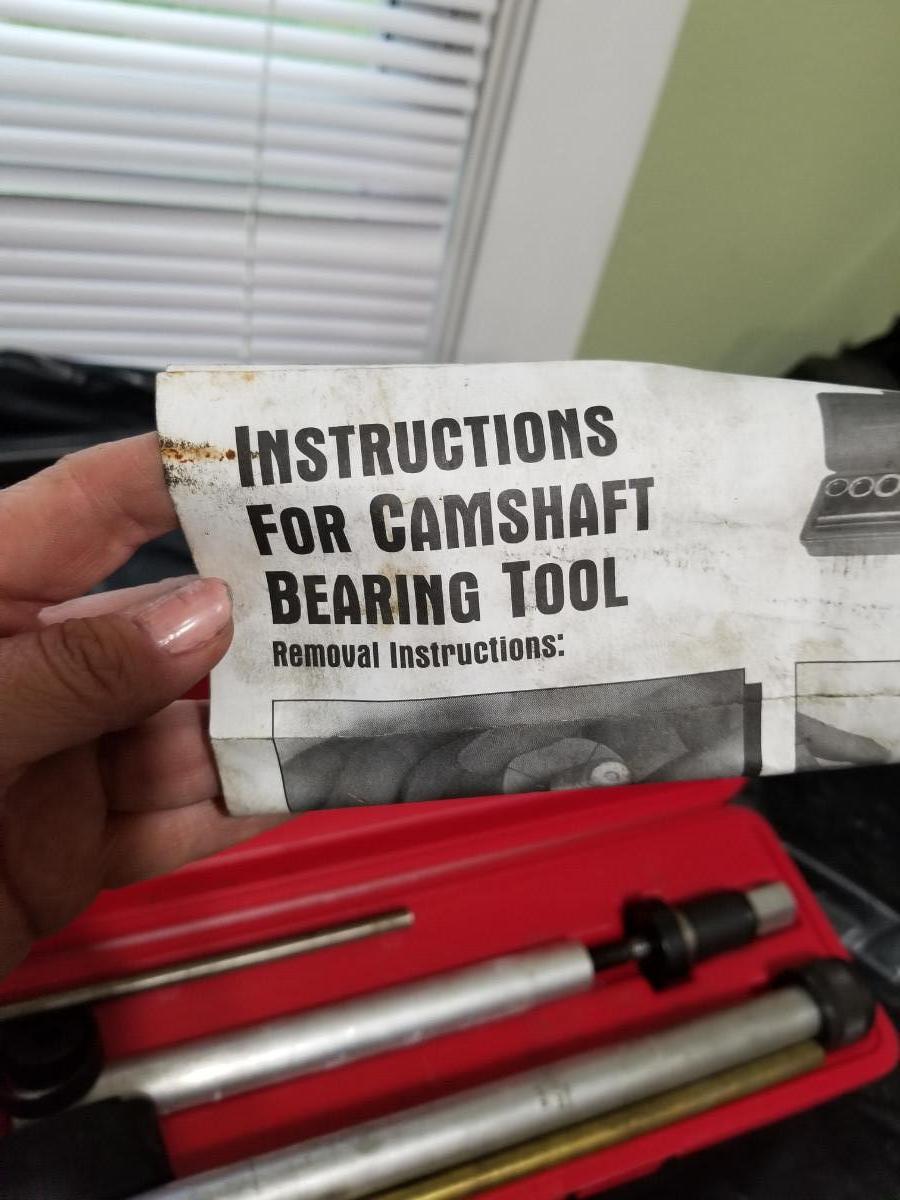 INSTRUCTIONS
FOR CAMSHAFT
BEARING TOOL
Removal Instructions: